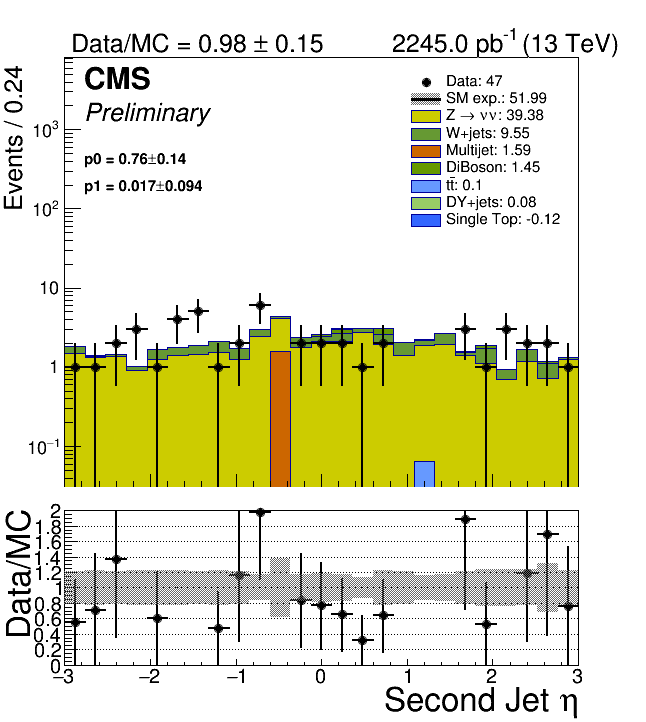 Data/MC = 0.98 ± 0.15
2245.0 pb⁻¹ (13 TeV)
CMS
Preliminary
p0 = 0.76±0.14
p1 = 0.017±0.094
Data: 47
SM exp.: 51.99
Z → νν: 39.38
W+jets: 9.55
Multijet: 1.59
DiBoson: 1.45
tt̄: 0.1
DY+jets: 0.08
Single Top: -0.12
Events / 0.24
10³
10²
10
1
10⁻¹
Data/MC
2
1.8
1.6
1.4
1.2
1
0.8
0.6
0.4
0.2
0
−3 −2 −1 0 1 2 3
Second Jet η